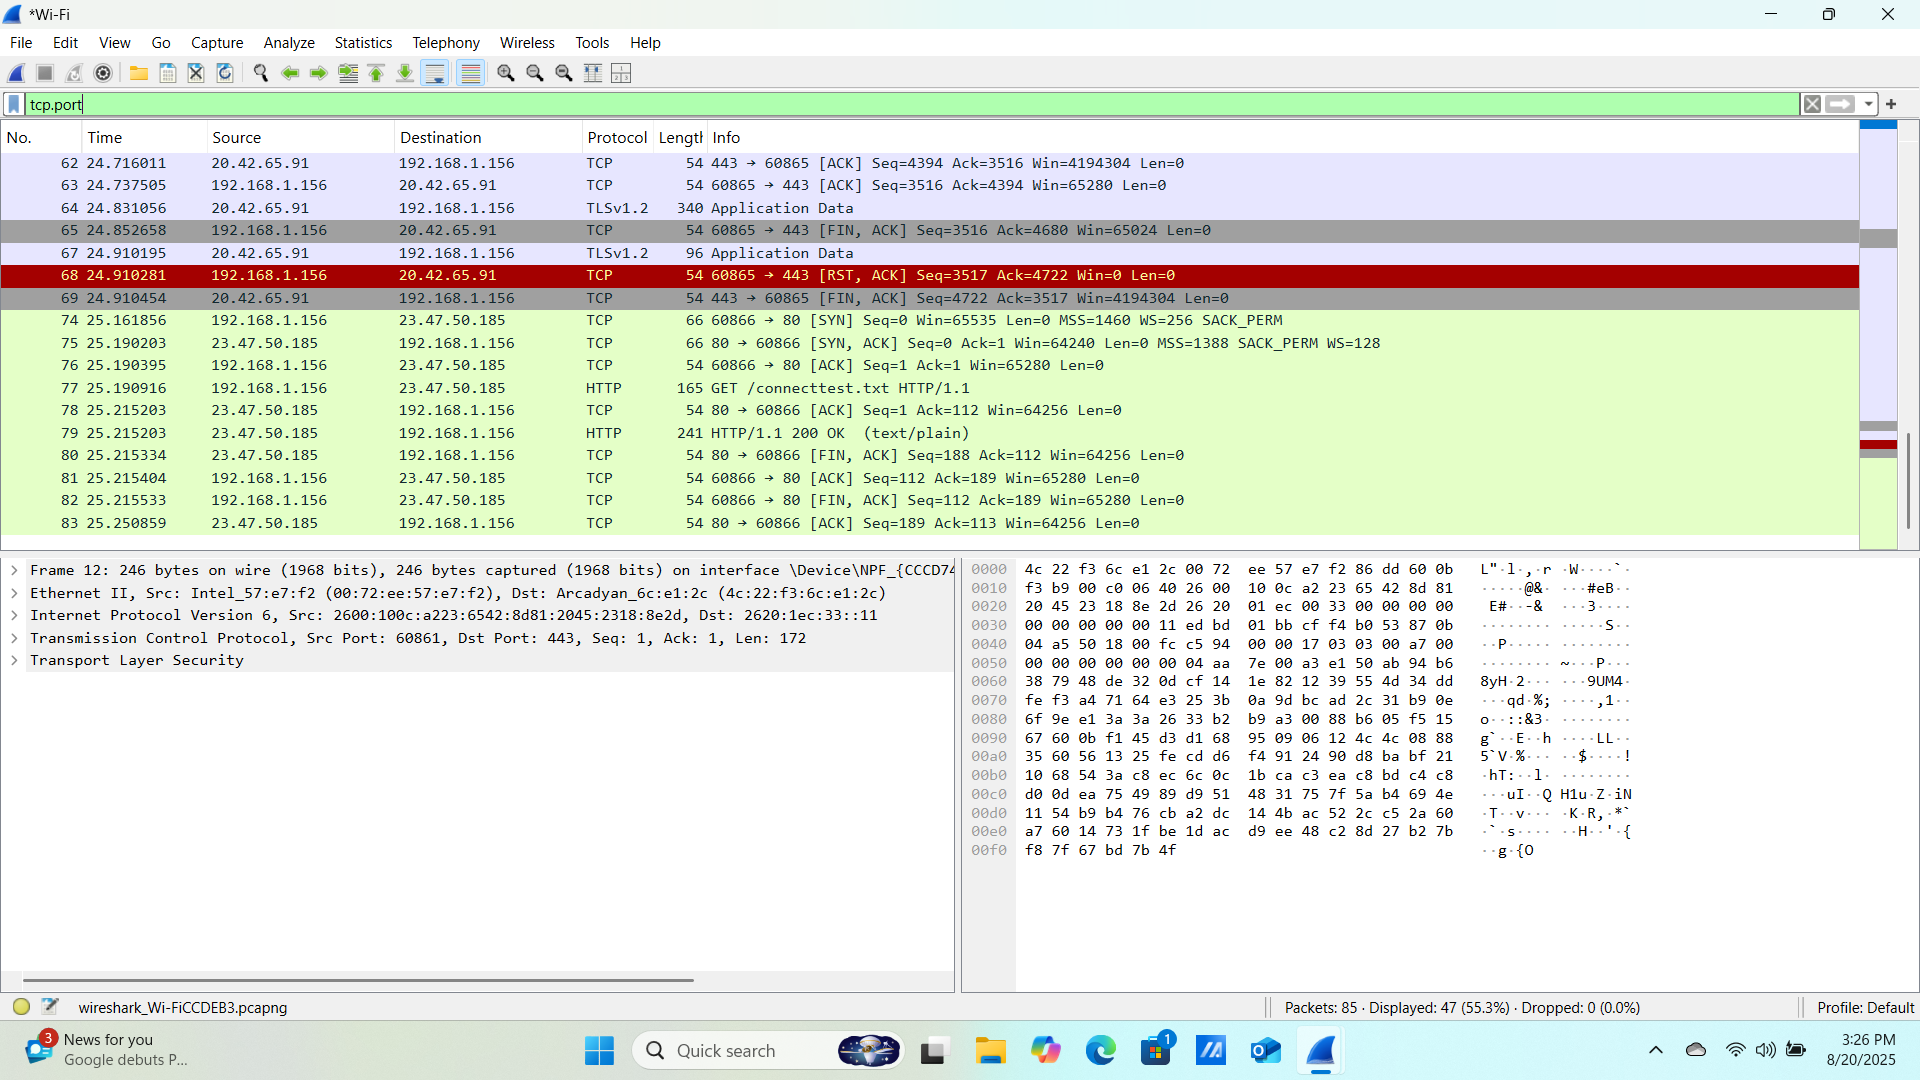 *Wi-Fi
File Edit View Go Capture Analyze Statistics Telephony Wireless Tools Help
tcp.port
No. Time Source Destination Protocol Length Info
62 24.716011 20.42.65.91 192.168.1.156 TCP 54 443 → 60865 [ACK] Seq=4394 Ack=3516 Win=4194304 Len=0
63 24.737505 192.168.1.156 20.42.65.91 TCP 54 60865 → 443 [ACK] Seq=3516 Ack=4394 Win=65280 Len=0
64 24.831056 20.42.65.91 192.168.1.156 TLSv1.2 340 Application Data
65 24.852658 192.168.1.156 20.42.65.91 TCP 54 60865 → 443 [FIN, ACK] Seq=3516 Ack=4680 Win=65024 Len=0
67 24.910195 20.42.65.91 192.168.1.156 TLSv1.2 96 Application Data
68 24.910281 192.168.1.156 20.42.65.91 TCP 54 60865 → 443 [RST, ACK] Seq=3517 Ack=4722 Win=0 Len=0
69 24.910454 20.42.65.91 192.168.1.156 TCP 54 443 → 60865 [FIN, ACK] Seq=4722 Ack=3517 Win=4194304 Len=0
74 25.161856 192.168.1.156 23.47.50.185 TCP 66 60866 → 80 [SYN] Seq=0 Win=65535 Len=0 MSS=1460 WS=256 SACK_PERM
75 25.190203 23.47.50.185 192.168.1.156 TCP 66 80 → 60866 [SYN, ACK] Seq=0 Ack=1 Win=64240 Len=0 MSS=1388 SACK_PERM WS=128
76 25.190395 192.168.1.156 23.47.50.185 TCP 54 60866 → 80 [ACK] Seq=1 Ack=1 Win=65280 Len=0
77 25.190916 192.168.1.156 23.47.50.185 HTTP 165 GET /connecttest.txt HTTP/1.1
78 25.215203 23.47.50.185 192.168.1.156 TCP 54 80 → 60866 [ACK] Seq=1 Ack=112 Win=64256 Len=0
79 25.215203 23.47.50.185 192.168.1.156 HTTP 241 HTTP/1.1 200 OK (text/plain)
80 25.215334 23.47.50.185 192.168.1.156 TCP 54 80 → 60866 [FIN, ACK] Seq=188 Ack=112 Win=64256 Len=0
81 25.215404 192.168.1.156 23.47.50.185 TCP 54 60866 → 80 [ACK] Seq=112 Ack=189 Win=65280 Len=0
82 25.215533 192.168.1.156 23.47.50.185 TCP 54 60866 → 80 [FIN, ACK] Seq=112 Ack=189 Win=65280 Len=0
83 25.250859 23.47.50.185 192.168.1.156 TCP 54 80 → 60866 [ACK] Seq=189 Ack=113 Win=64256 Len=0
Frame 12: 246 bytes on wire (1968 bits), 246 bytes captured (1968 bits) on interface \Device\NPF_{CCCD74
Ethernet II, Src: Intel_57:e7:f2 (00:72:ee:57:e7:f2), Dst: Arcadyan_6c:e1:2c (4c:22:f3:6c:e1:2c)
Internet Protocol Version 6, Src: 2600:100c:a223:6542:8d81:2045:2318:8e2d, Dst: 2620:1ec:33::11
Transmission Control Protocol, Src Port: 60861, Dst Port: 443, Seq: 1, Ack: 1, Len: 172
Transport Layer Security
0000 4c 22 f3 6c e1 2c 00 72 ee 57 e7 f2 86 dd 60 0b L"·l·,·r ·W····`·
0010 f3 b9 00 c0 06 40 26 00 10 0c a2 23 65 42 8d 81 ·····@&· ···#eB··
0020 20 45 23 18 8e 2d 26 20 01 ec 00 33 00 00 00 00  E#··-& ···3····
0030 00 00 00 00 00 11 ed bd 01 bb cf f4 b0 53 87 0b ········ ·····S··
0040 04 a5 50 18 00 fc c5 94 00 00 17 03 03 00 a7 00 ··P····· ········
0050 00 00 00 00 00 00 04 aa 7e 00 a3 e1 50 ab 94 b6 ········ ~···P···
0060 38 79 48 de 32 0d cf 14 1e 82 12 39 55 4d 34 dd 8yH·2··· ···9UM4·
0070 fe f3 a4 71 64 e3 25 3b 0a 9d bc ad 2c 31 b9 0e ···qd·%; ····,1··
0080 6f 9e e1 3a 3a 26 33 b2 b9 a3 00 88 b6 05 f5 15 o··::&3· ········
0090 67 60 0b f1 45 d3 d1 68 95 09 06 12 4c 4c 08 88 g`··E··h ····LL··
00a0 35 60 56 13 25 fe cd d6 f4 91 24 90 d8 ba bf 21 5`V·%··· ··$····!
00b0 10 68 54 3a c8 ec 6c 0c 1b ca c3 ea c8 bd c4 c8 ·hT:··l· ········
00c0 d0 0d ea 75 49 89 d9 51 48 31 75 7f 5a b4 69 4e ···uI··Q H1u·Z·iN
00d0 11 54 b9 b4 76 cb a2 dc 14 4b ac 52 2c c5 2a 60 ·T··v··· ·K·R,·*`
00e0 a7 60 14 73 1f be 1d ac d9 ee 48 c2 8d 27 b2 7b ·`·s···· ··H··'·{
00f0 f8 7f 67 bd 7b 4f ··g·{O
wireshark_Wi-FiCCDEB3.pcapng
Packets: 85 · Displayed: 47 (55.3%) · Dropped: 0 (0.0%)
Profile: Default
3
News for you
Google debuts P...
Quick search
1
3:26 PM
8/20/2025